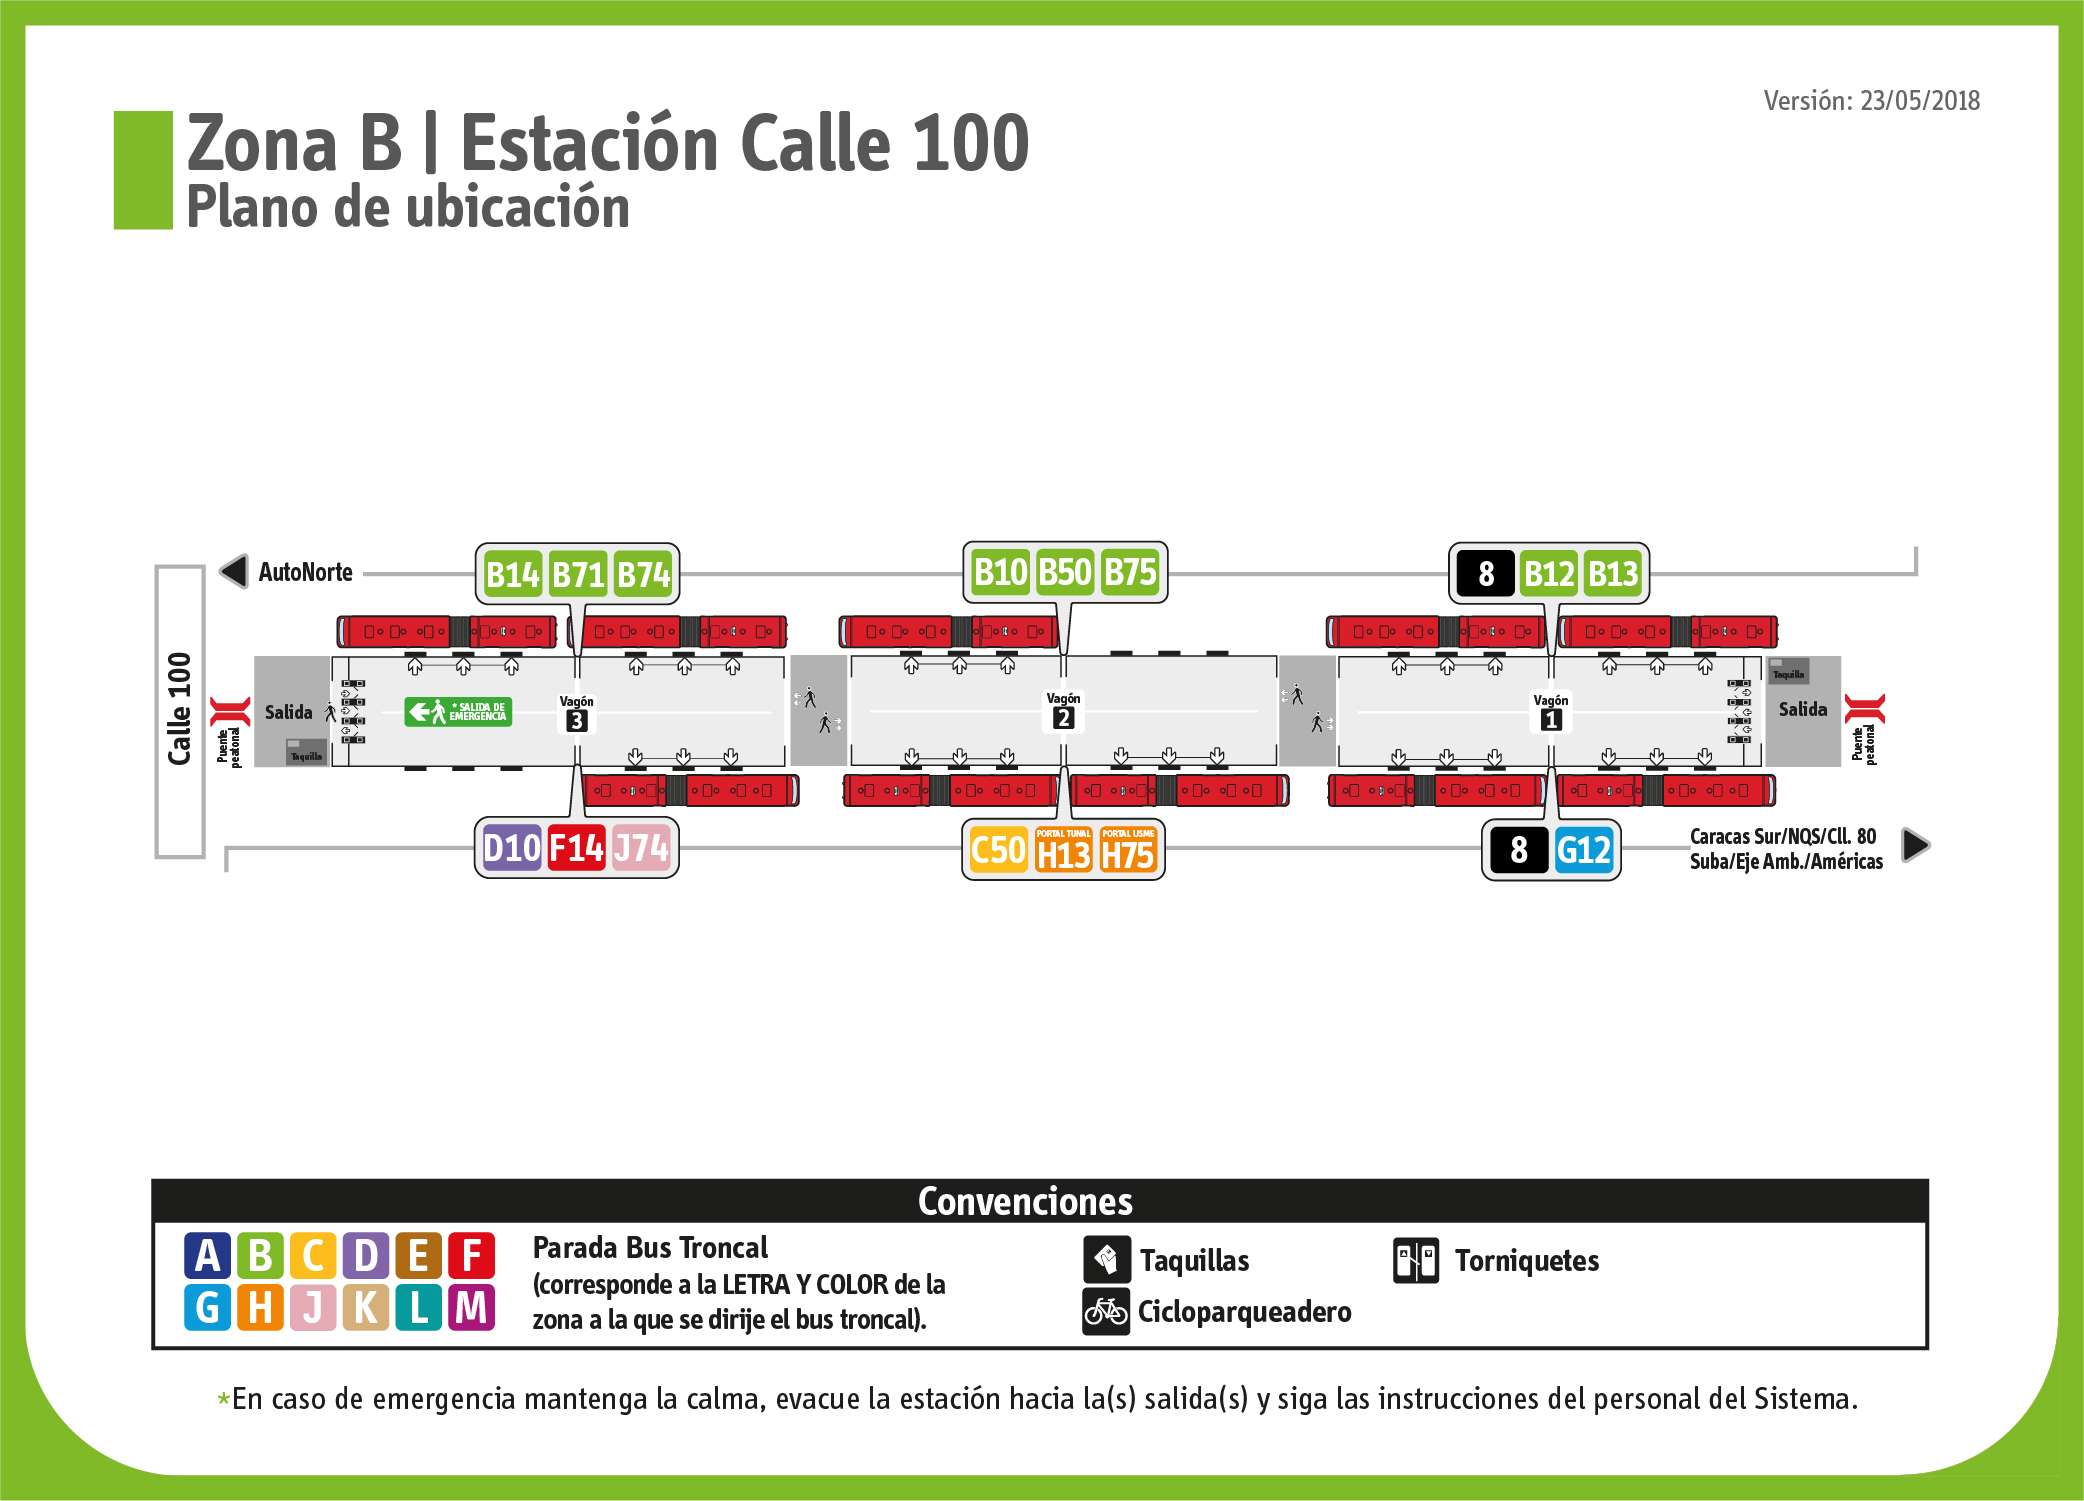 Versión: 23/05/2018
Zona B | Estación Calle 100
Plano de ubicación
AutoNorte
B14 B71 B74
B10 B50 B75
8 B12 B13
Calle 100
Puente
peatonal
Salida
Taquilla
* SALIDA DE
EMERGENCIA
Vagón
3
Vagón
2
Vagón
1
Taquilla
Salida
Puente
peatonal
D10 F14 J74
C50 PORTAL TUNAL H13 PORTAL USME H75
8 G12
Caracas Sur/NQS/Cll. 80
Suba/Eje Amb./Américas
Convenciones
A B C D E F
G H J K L M
Parada Bus Troncal
(corresponde a la LETRA Y COLOR de la
zona a la que se dirije el bus troncal).
Taquillas
Cicloparqueadero
Torniquetes
*En caso de emergencia mantenga la calma, evacue la estación hacia la(s) salida(s) y siga las instrucciones del personal del Sistema.